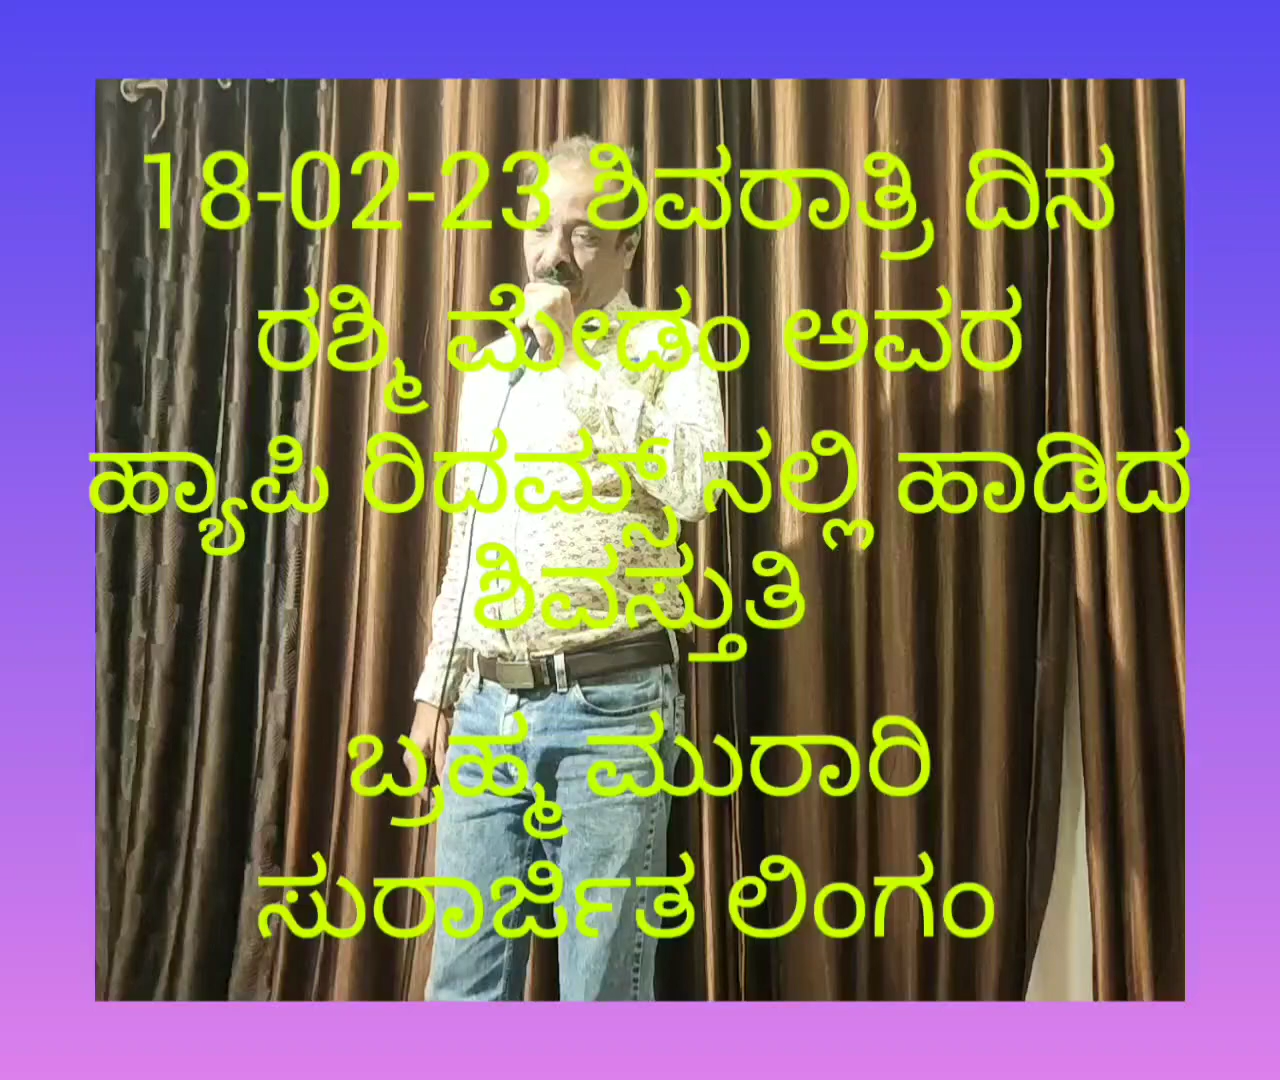 18-02-23 ಶಿವರಾತ್ರಿ ದಿನ
ರಶ್ಮಿ ಮೇಡಂ ಅವರ
ಹ್ಯಾಪಿ ರಿದಮ್ಸ್ ನಲ್ಲಿ ಹಾಡಿದ
ಶಿವಸ್ತುತಿ
ಬ್ರಹ್ಮ ಮುರಾರಿ
ಸುರಾರ್ಜಿತ ಲಿಂಗಂ